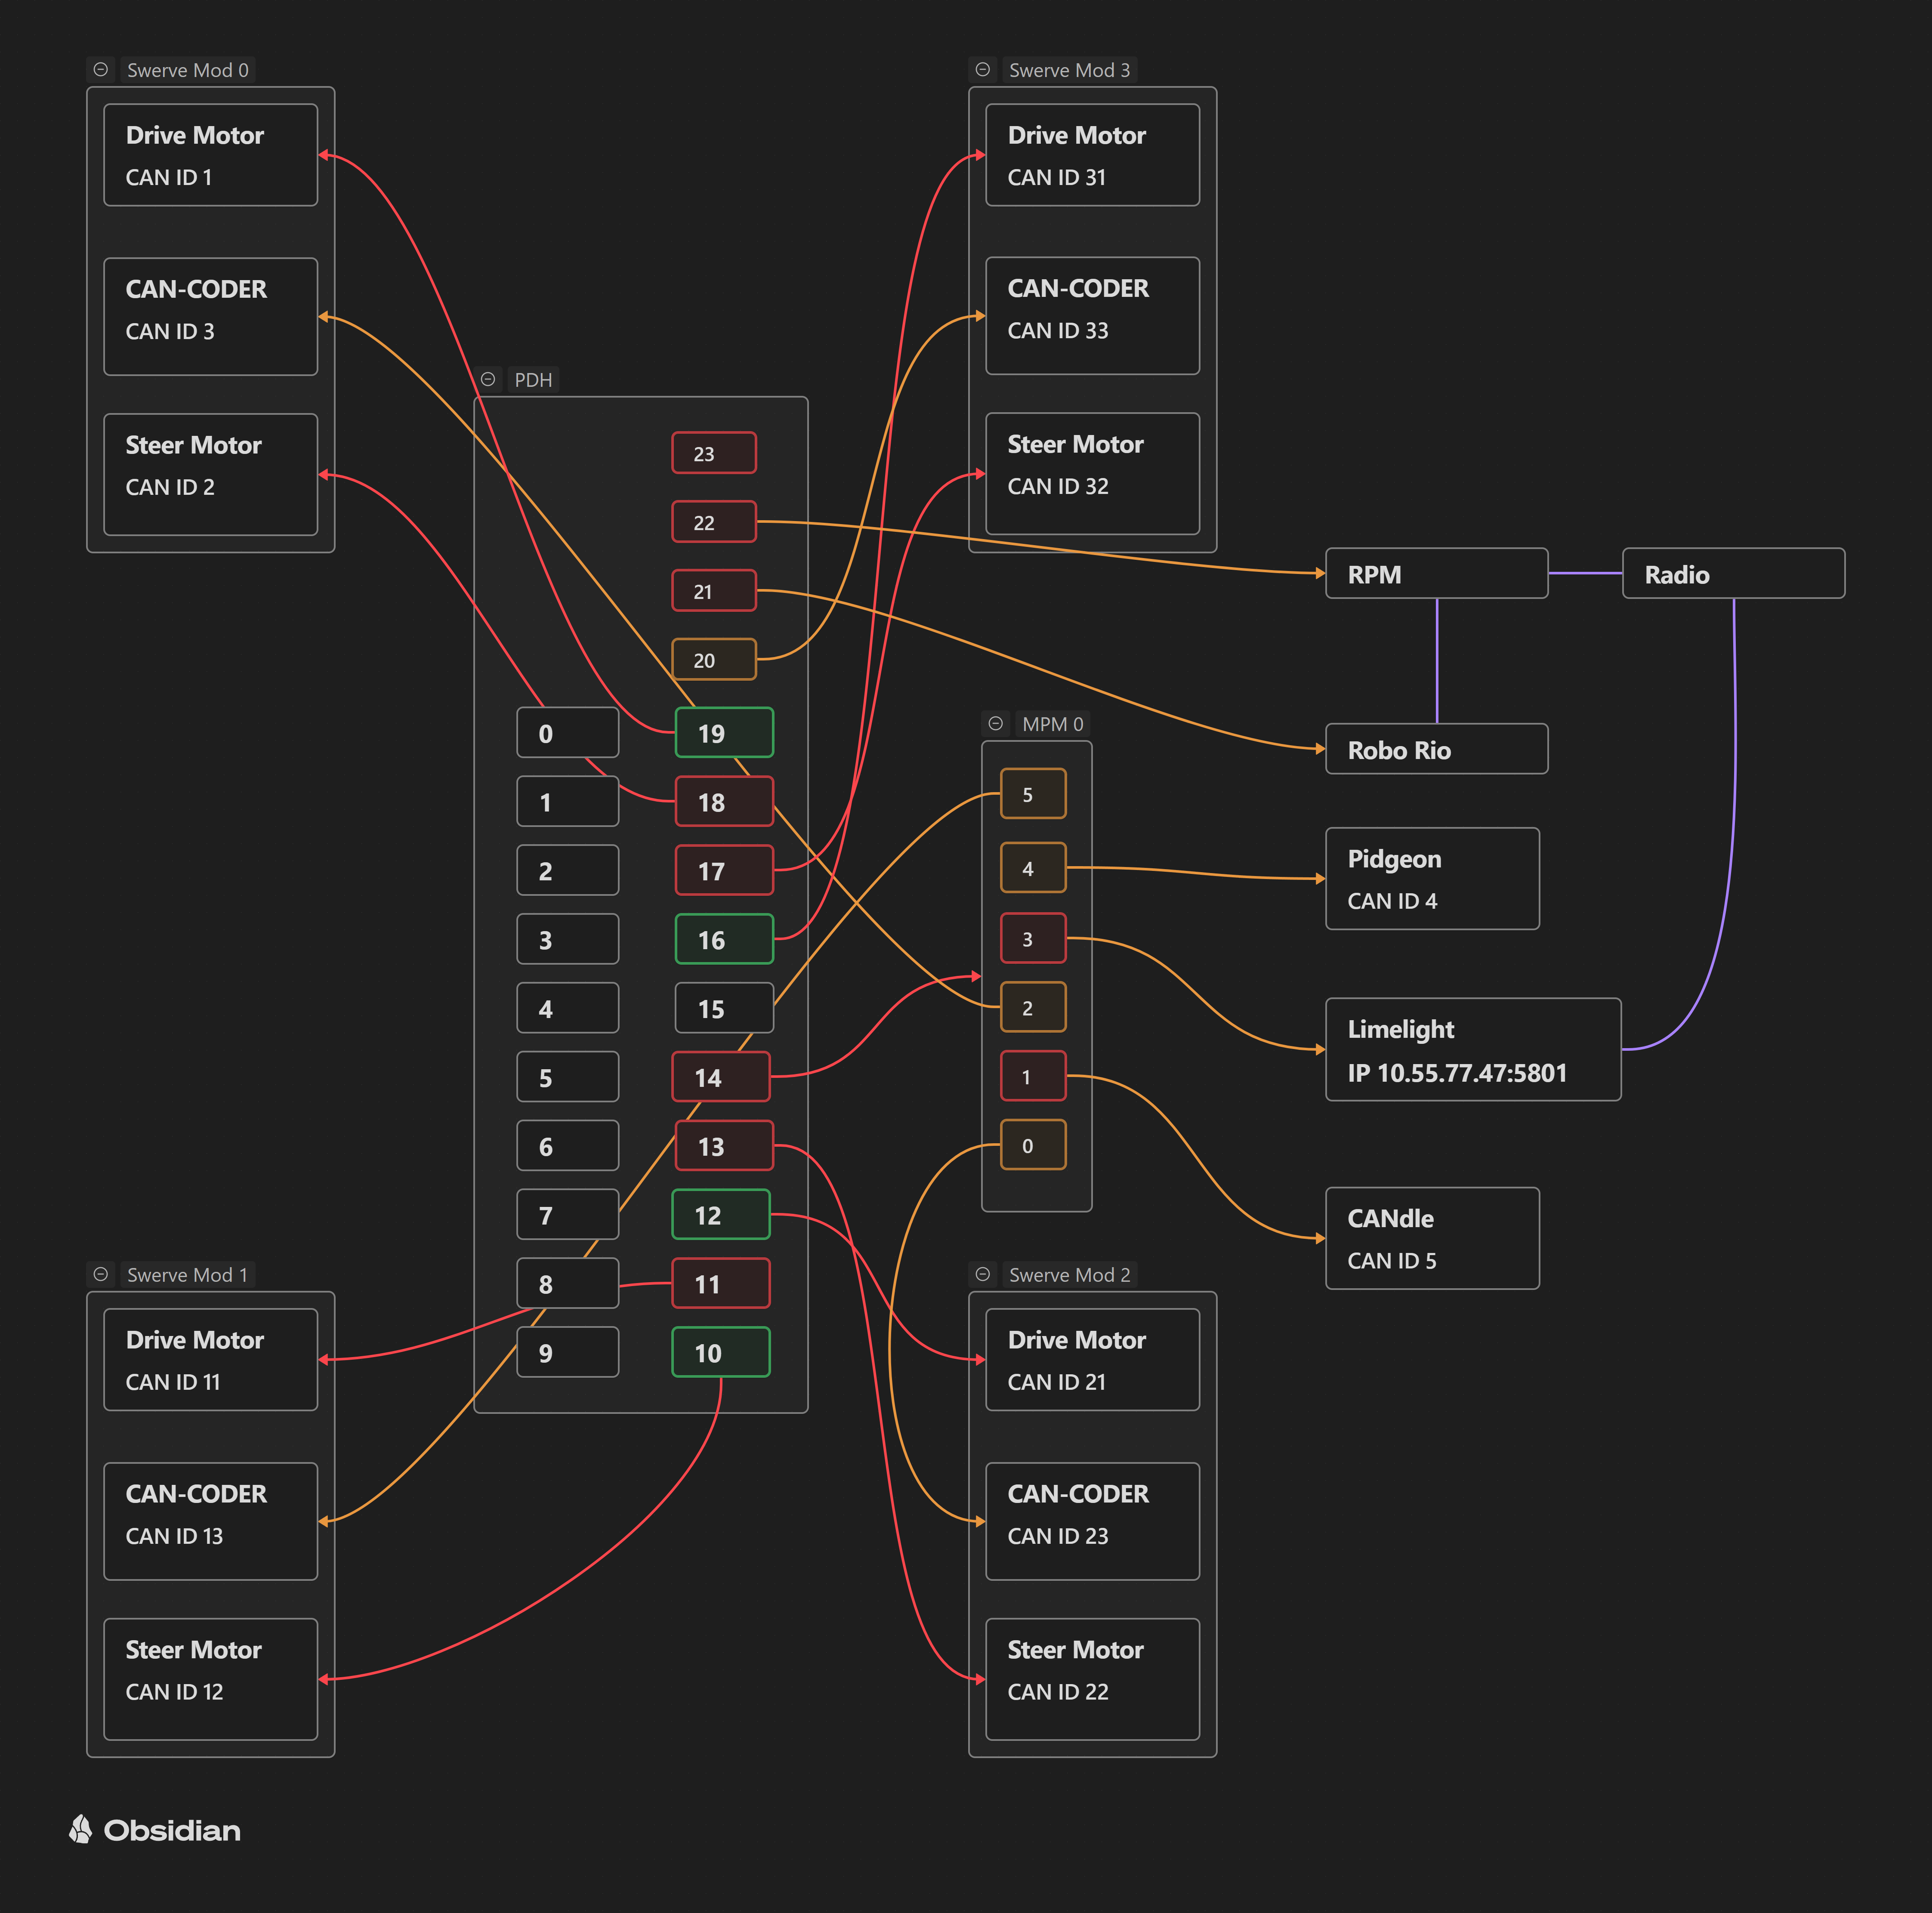 Swerve Mod 0
Drive Motor
CAN ID 1
CAN-CODER
CAN ID 3
Steer Motor
CAN ID 2
Swerve Mod 3
Drive Motor
CAN ID 31
CAN-CODER
CAN ID 33
Steer Motor
CAN ID 32
PDH
23
22
21
20
0
19
1
18
2
17
3
16
4
15
5
14
6
13
7
12
8
11
9
10
MPM 0
5
4
3
2
1
0
RPM
Radio
Robo Rio
Pidgeon
CAN ID 4
Limelight
IP 10.55.77.47:5801
CANdle
CAN ID 5
Swerve Mod 1
Drive Motor
CAN ID 11
CAN-CODER
CAN ID 13
Steer Motor
CAN ID 12
Swerve Mod 2
Drive Motor
CAN ID 21
CAN-CODER
CAN ID 23
Steer Motor
CAN ID 22
Obsidian